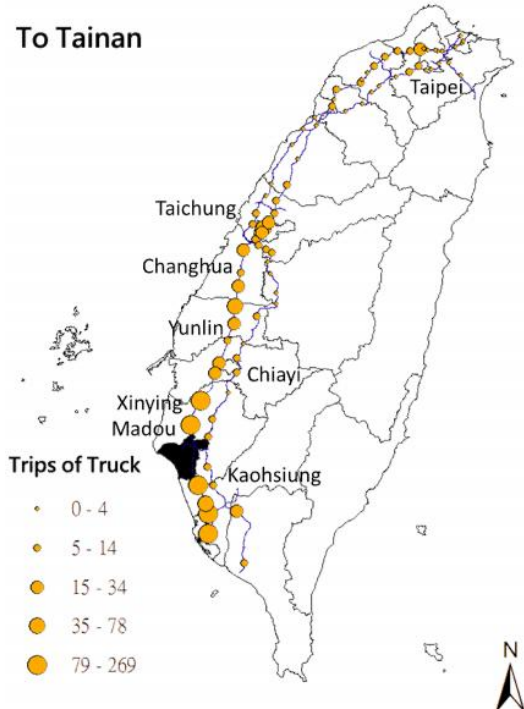 To Tainan
Taipei
Taichung
Changhua
Yunlin
Chiayi
Xinying
Madou
Trips of Truck
Kaohsiung
0 - 4
5 - 14
15 - 34
35 - 78
79 - 269
N